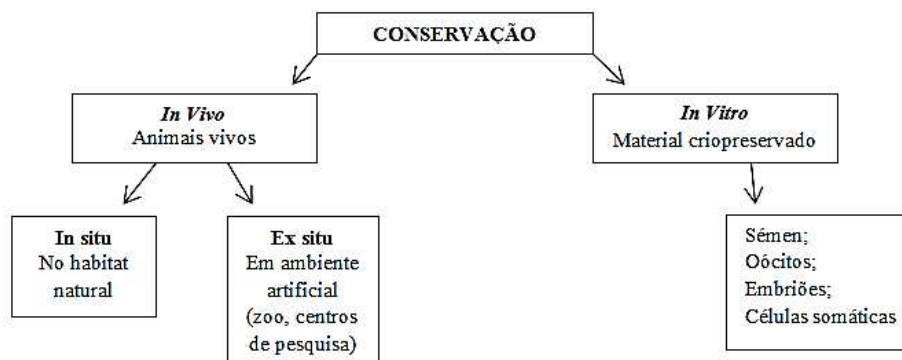 CONSERVAÇÃO
In Vivo
Animais vivos
In Vitro
Material criopreservado
In situ
No habitat
natural
Ex situ
Em ambiente
artificial
(zoo, centros
de pesquisa)
Sémen;
Oócitos;
Embriões;
Células somáticas